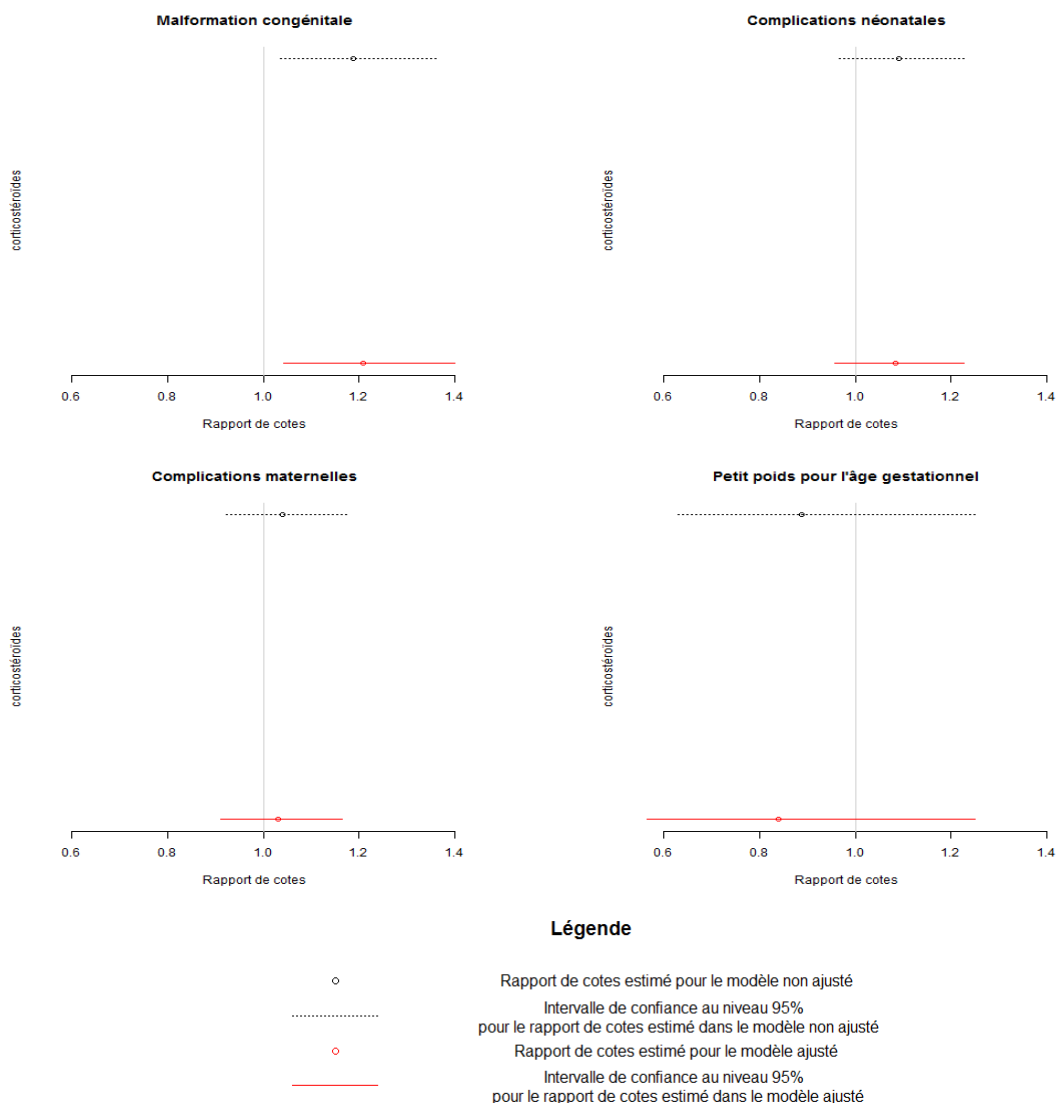 Malformation congénitale
corticostéroides
0.6 0.8 1.0 1.2 1.4
Rapport de cotes
Complications néonatales
corticostéroides
0.6 0.8 1.0 1.2 1.4
Rapport de cotes
Complications maternelles
corticostéroides
0.6 0.8 1.0 1.2 1.4
Rapport de cotes
Petit poids pour l'âge gestationnel
corticostéroides
0.6 0.8 1.0 1.2 1.4
Rapport de cotes
Légende
Rapport de cotes estimé pour le modèle non ajusté
Intervalle de confiance au niveau 95%
pour le rapport de cotes estimé dans le modèle non ajusté
Rapport de cotes estimé pour le modèle ajusté
Intervalle de confiance au niveau 95%
pour le rapport de cotes estimé dans le modèle ajusté